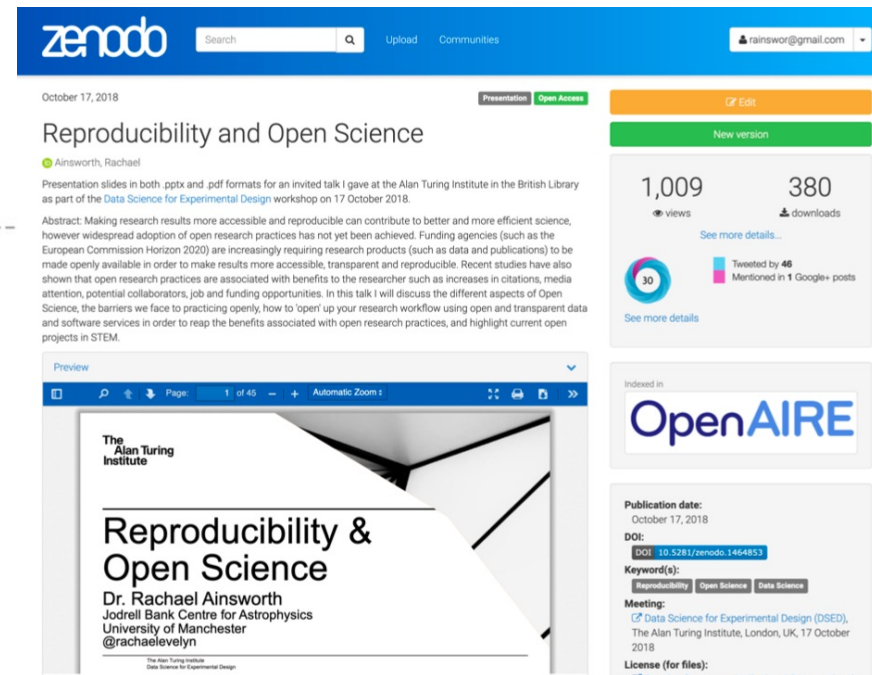 zenodo
Search
Upload
Communities
rainswor@gmail.com
October 17, 2018
Presentation
Open Access
Reproducibility and Open Science
Ainsworth, Rachael
Presentation slides in both .pptx and .pdf formats for an invited talk I gave at the Alan Turing Institute in the British Library
as part of the Data Science for Experimental Design workshop on 17 October 2018.
Abstract: Making research results more accessible and reproducible can contribute to better and more efficient science,
however widespread adoption of open research practices has not yet been achieved. Funding agencies (such as the
European Commission Horizon 2020) are increasingly requiring research products (such as data and publications) to be
made openly available in order to make results more accessible, transparent and reproducible. Recent studies have also
shown that open research practices are associated with benefits to the researcher such as increases in citations, media
attention, potential collaborators, job and funding opportunities. In this talk I will discuss the different aspects of Open
Science, the barriers we face to practicing openly, how to 'open' up your research workflow using open and transparent data
and software services in order to reap the benefits associated with open research practices, and highlight current open
projects in STEM.
Preview
Page: 1 of 45
Automatic Zoom
The
Alan Turing
Institute
Reproducibility &
Open Science
Dr. Rachael Ainsworth
Jodrell Bank Centre for Astrophysics
University of Manchester
@rachaelevelyn
The Alan Turing Institute
Data Science for Experimental Design
Edit
New version
1,009
views
380
downloads
See more details...
30
Tweeted by 46
Mentioned in 1 Google+ posts
See more details
Indexed in
OpenAIRE
Publication date:
October 17, 2018
DOI:
DOI 10.5281/zenodo.1464853
Keyword(s):
Reproducibility Open Science Data Science
Meeting:
Data Science for Experimental Design (DSED),
The Alan Turing Institute, London, UK, 17 October
2018
License (for files):